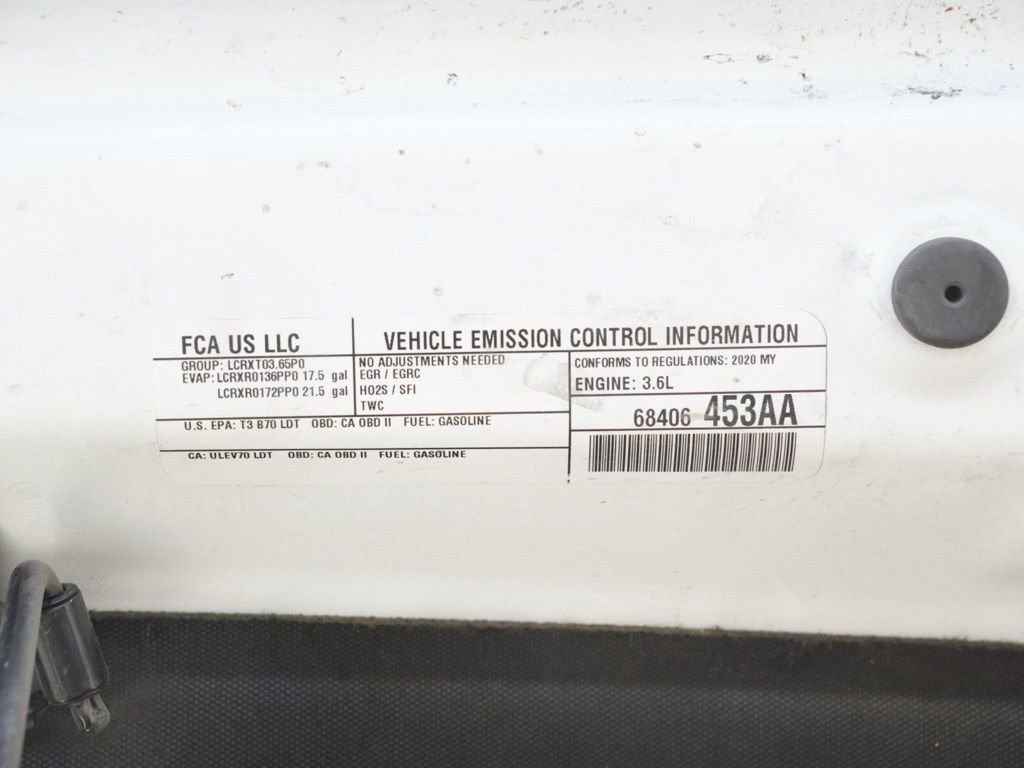 FCA US LLC
VEHICLE EMISSION CONTROL INFORMATION
GROUP: LCRXT03.65P0
EVAP: LCRXR0136PP0 17.5 gal
LCRXR0172PP0 21.5 gal
NO ADJUSTMENTS NEEDED
EGR / EGRC
HO2S / SFI
TWC
CONFORMS TO REGULATIONS: 2020 MY
ENGINE: 3.6L
68406 453AA
U.S. EPA: T3 B70 LDT OBD: CA OBD II FUEL: GASOLINE
CA: ULEV70 LDT OBD: CA OBD II FUEL: GASOLINE